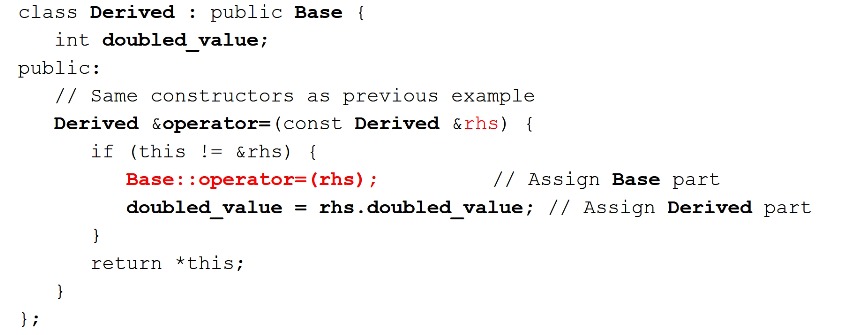 class Derived : public Base {
int doubled_value;
public:
// Same constructors as previous example
Derived &operator=(const Derived &rhs) {
if (this != &rhs) {
Base::operator=(rhs); // Assign Base part
doubled_value = rhs.doubled_value; // Assign Derived part
}
return *this;
}
};